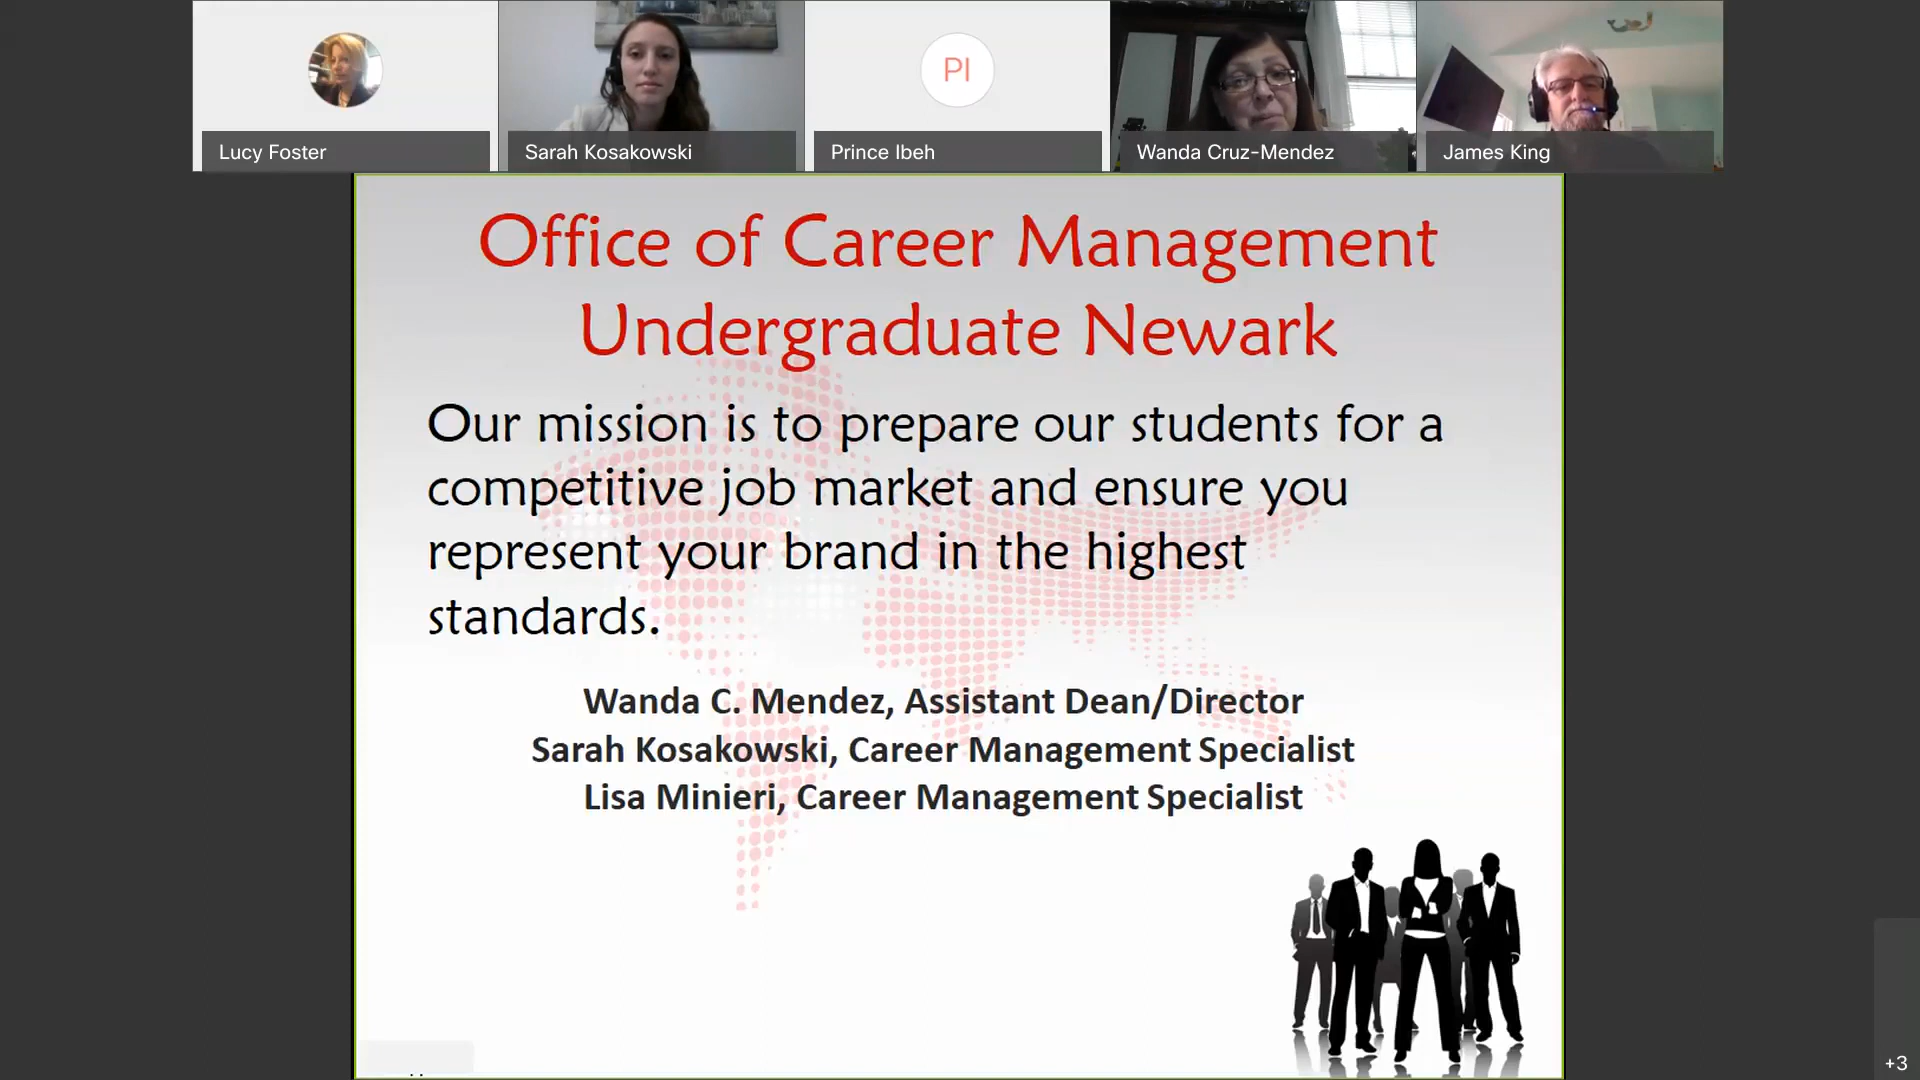 Lucy Foster
Sarah Kosakowski
PI
Prince Ibeh
Wanda Cruz-Mendez
James King
Office of Career Management
Undergraduate Newark
Our mission is to prepare our students for a
competitive job market and ensure you
represent your brand in the highest
standards.
Wanda C. Mendez, Assistant Dean/Director
Sarah Kosakowski, Career Management Specialist
Lisa Minieri, Career Management Specialist
+3